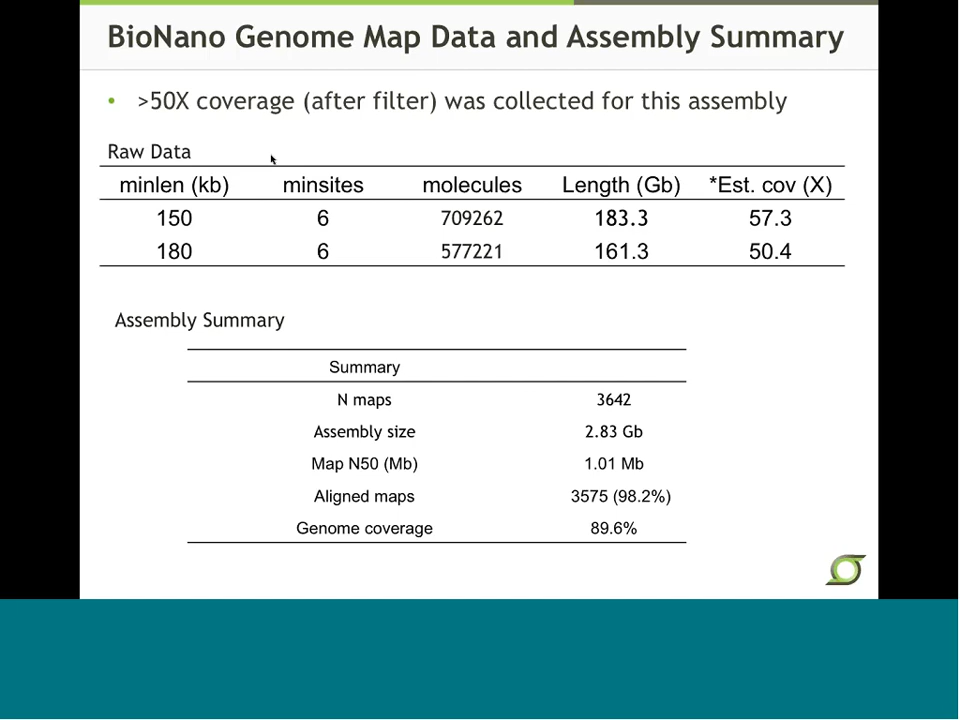 BioNano Genome Map Data and Assembly Summary
• >50X coverage (after filter) was collected for this assembly
Raw Data
minlen (kb) minsites molecules Length (Gb) *Est. cov (X)
150 6 709262 183.3 57.3
180 6 577221 161.3 50.4
Assembly Summary
Summary
N maps 3642
Assembly size 2.83 Gb
Map N50 (Mb) 1.01 Mb
Aligned maps 3575 (98.2%)
Genome coverage 89.6%